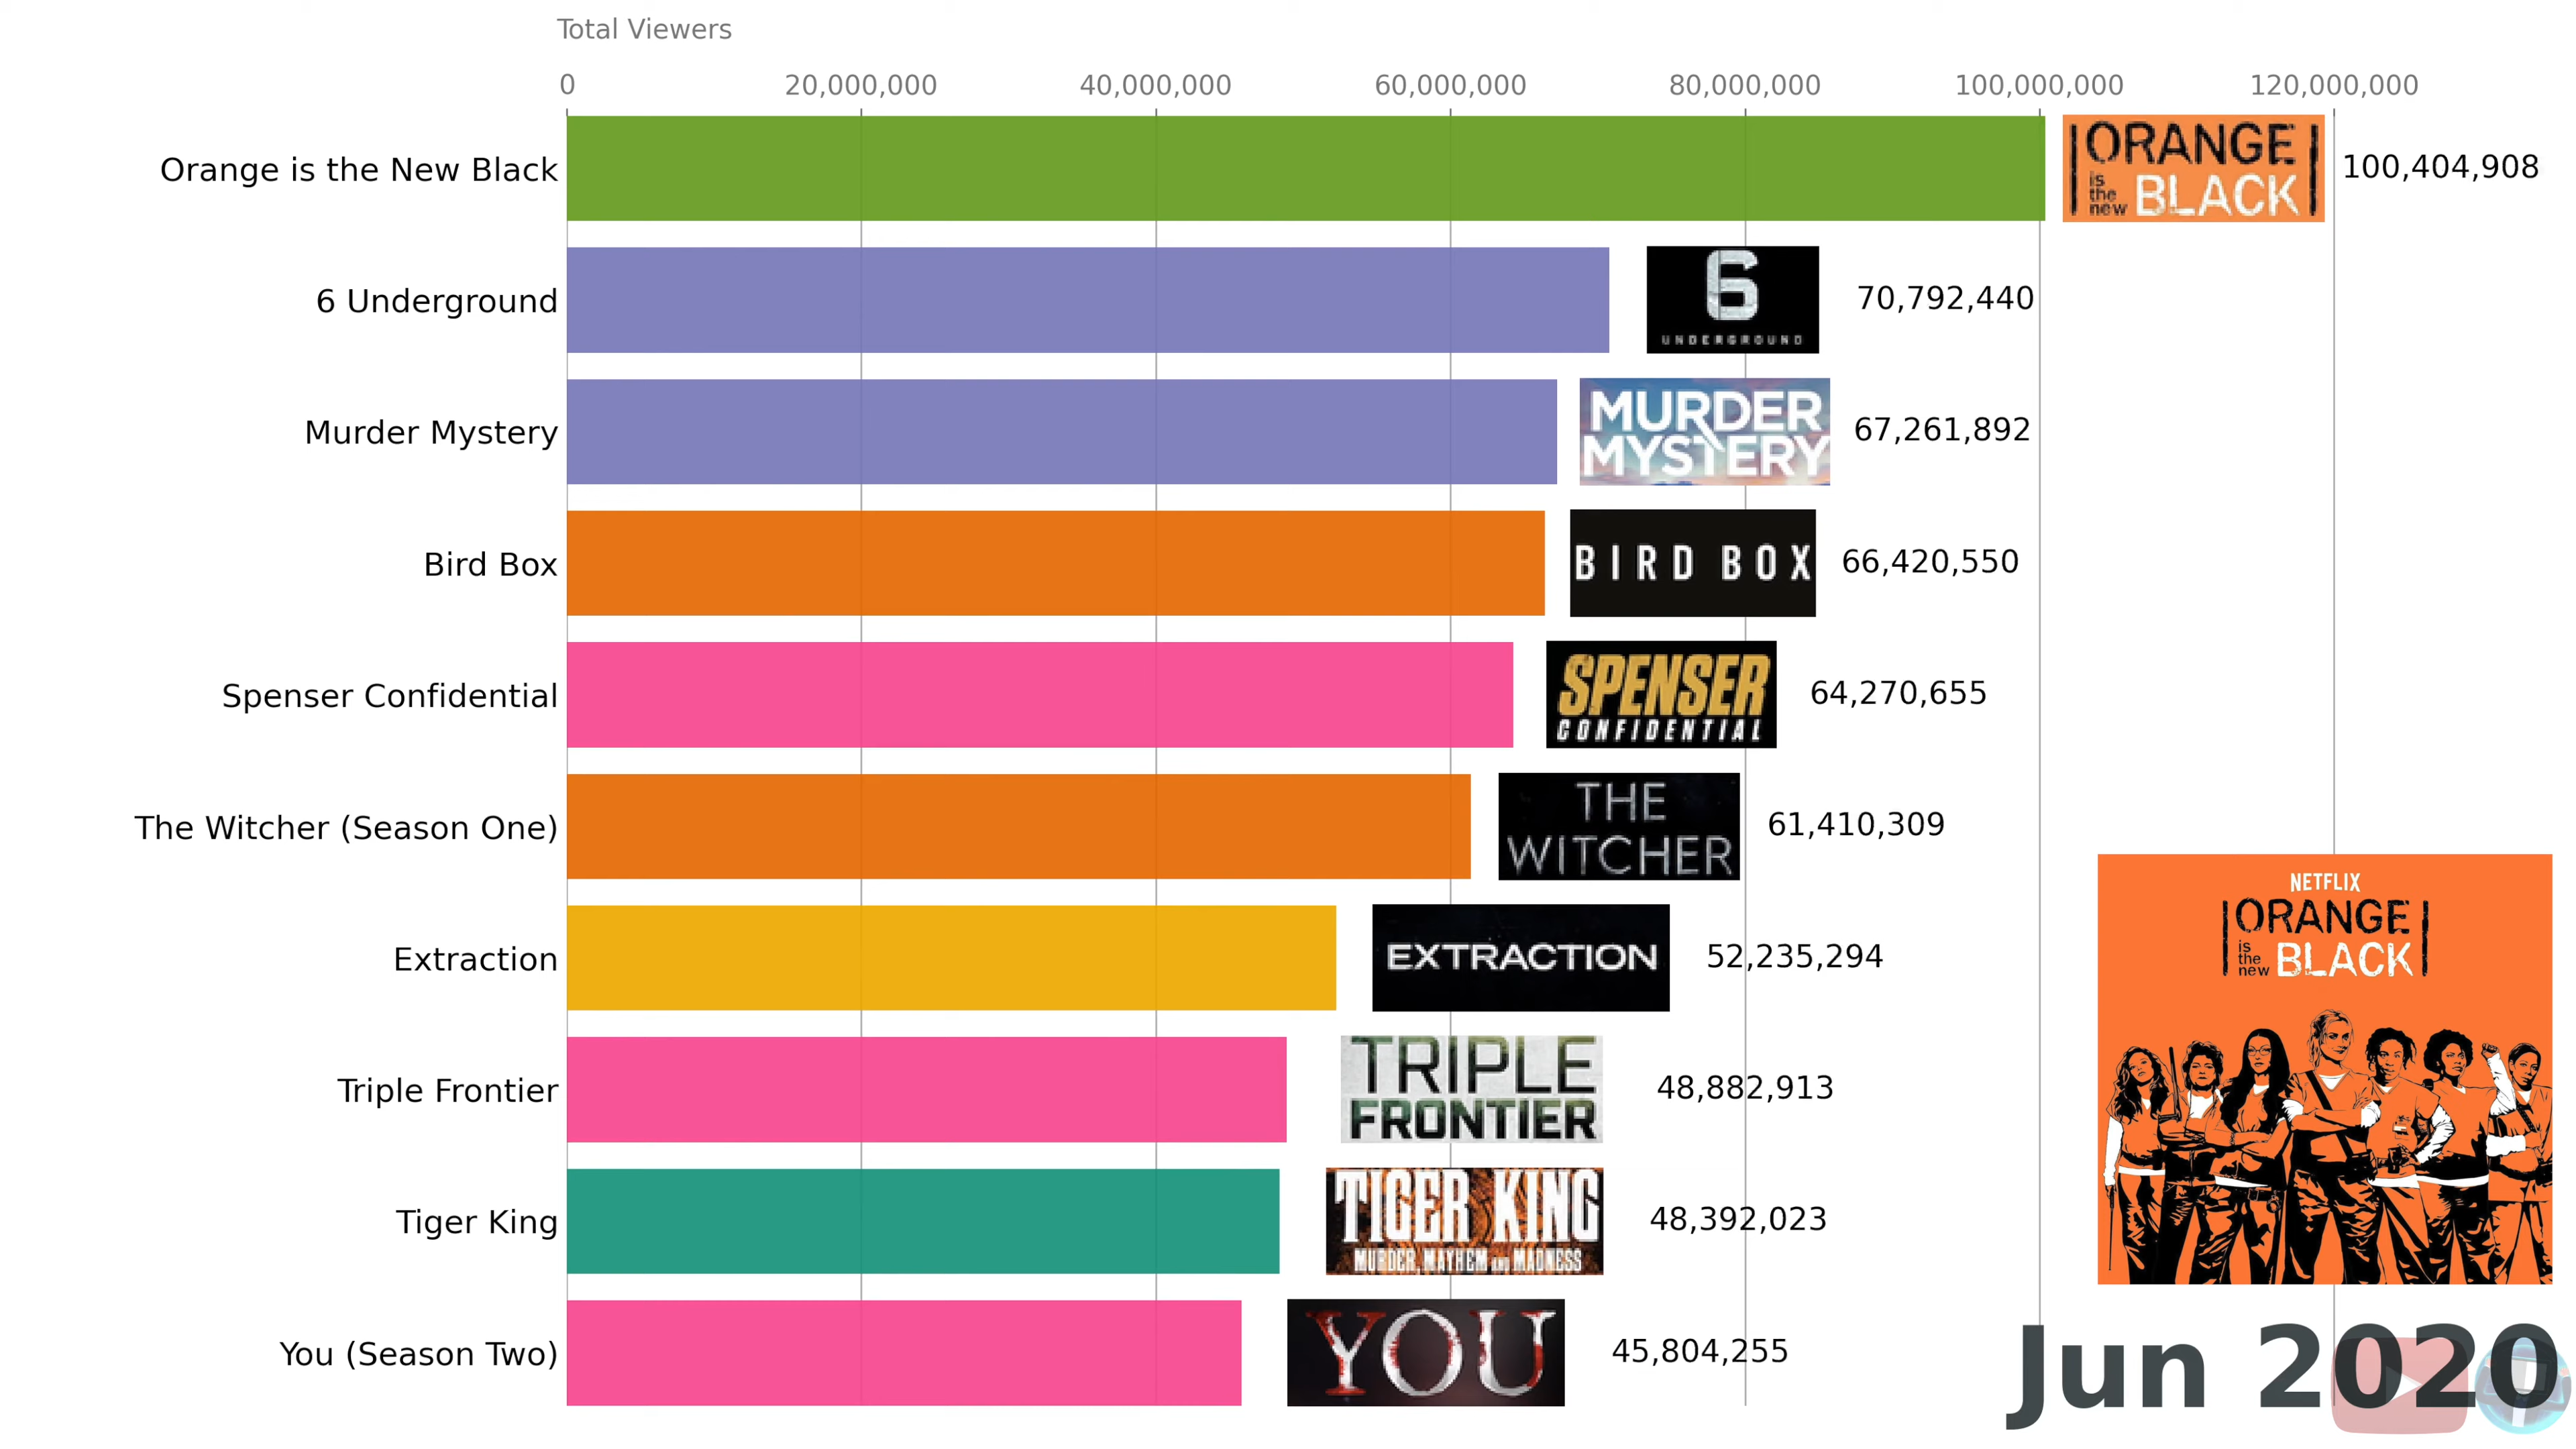 Total Viewers
0 20,000,000 40,000,000 60,000,000 80,000,000 100,000,000 120,000,000
Orange is the New Black
ORANGE
is
the
new BLACK
100,404,908
6 Underground
6
UNDERGROUND
70,792,440
Murder Mystery
MURDER
MYSTERY
67,261,892
Bird Box
BIRD BOX
66,420,550
Spenser Confidential
SPENSER
CONFIDENTIAL
64,270,655
The Witcher (Season One)
THE
WITCHER
61,410,309
Extraction
EXTRACTION
52,235,294
Triple Frontier
TRIPLE
FRONTIER
48,882,913
Tiger King
TIGER KING
MURDER, MAYHEM AND MADNESS
48,392,023
You (Season Two)
YOU
45,804,255
NETFLIX
ORANGE
is
the
new BLACK
Jun 2020